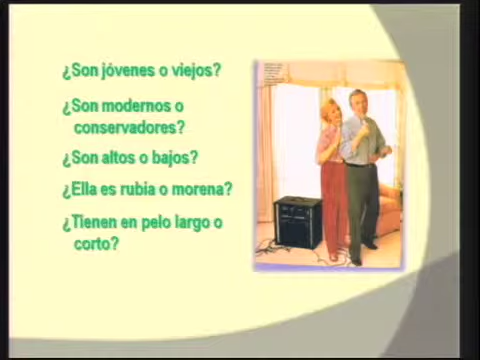 ¿Son jóvenes o viejos?
¿Son modernos o
conservadores?
¿Son altos o bajos?
¿Ella es rubia o morena?
¿Tienen en pelo largo o
corto?